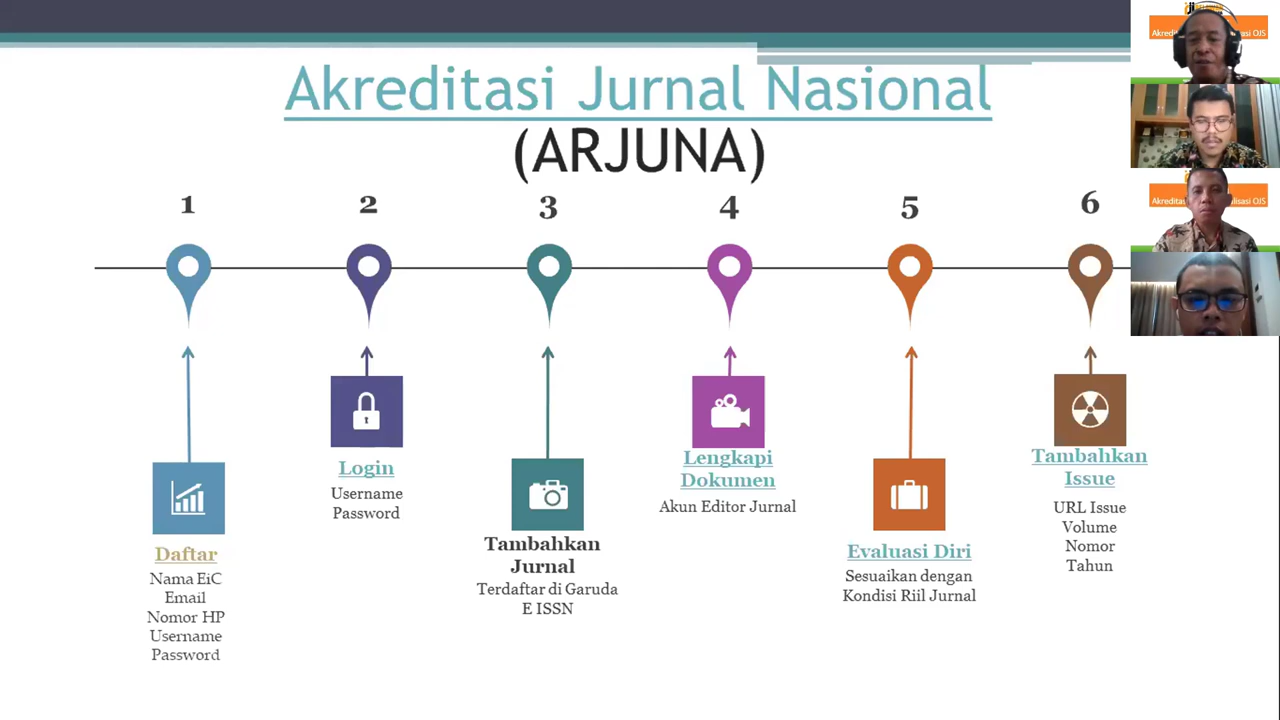 Akreditasi Jurnal Nasional
(ARJUNA)
1
2
3
4
5
6
Daftar
Nama EiC
Email
Nomor HP
Username
Password
Login
Username
Password
Tambahkan
Jurnal
Terdaftar di Garuda
E ISSN
Lengkapi
Dokumen
Akun Editor Jurnal
Evaluasi Diri
Sesuaikan dengan
Kondisi Riil Jurnal
Tambahkan
Issue
URL Issue
Volume
Nomor
Tahun